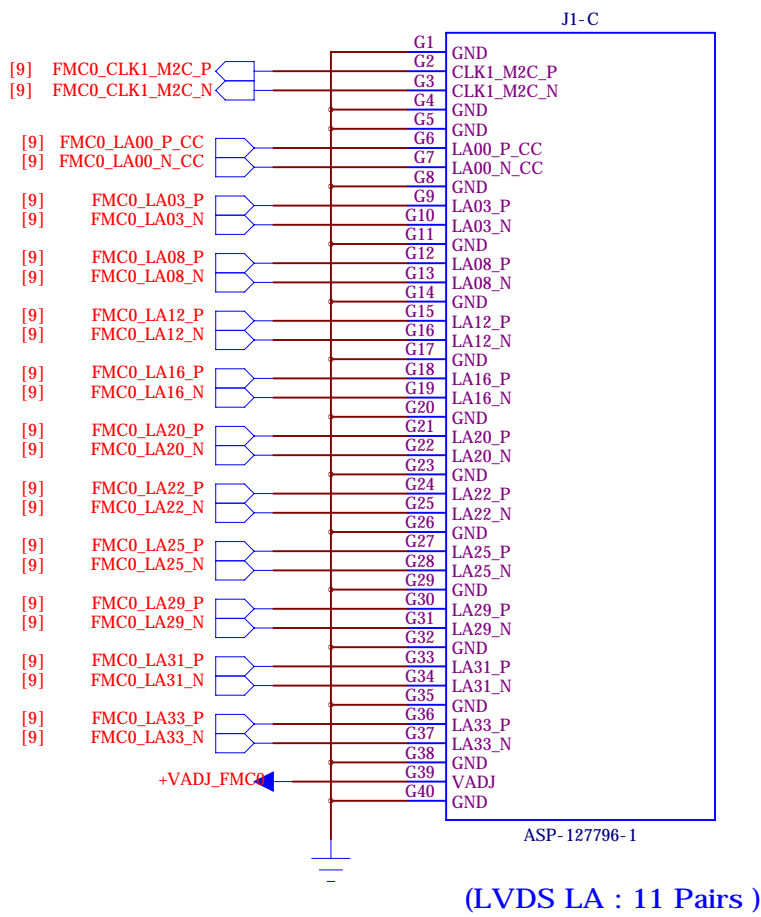 J1-C
G1 GND
[9] FMC0_CLK1_M2C_P G2 CLK1_M2C_P
[9] FMC0_CLK1_M2C_N G3 CLK1_M2C_N
G4 GND
G5 GND
[9] FMC0_LA00_P_CC G6 LA00_P_CC
[9] FMC0_LA00_N_CC G7 LA00_N_CC
G8 GND
[9] FMC0_LA03_P G9 LA03_P
[9] FMC0_LA03_N G10 LA03_N
G11 GND
[9] FMC0_LA08_P G12 LA08_P
[9] FMC0_LA08_N G13 LA08_N
G14 GND
[9] FMC0_LA12_P G15 LA12_P
[9] FMC0_LA12_N G16 LA12_N
G17 GND
[9] FMC0_LA16_P G18 LA16_P
[9] FMC0_LA16_N G19 LA16_N
G20 GND
[9] FMC0_LA20_P G21 LA20_P
[9] FMC0_LA20_N G22 LA20_N
G23 GND
[9] FMC0_LA22_P G24 LA22_P
[9] FMC0_LA22_N G25 LA22_N
G26 GND
[9] FMC0_LA25_P G27 LA25_P
[9] FMC0_LA25_N G28 LA25_N
G29 GND
[9] FMC0_LA29_P G30 LA29_P
[9] FMC0_LA29_N G31 LA29_N
G32 GND
[9] FMC0_LA31_P G33 LA31_P
[9] FMC0_LA31_N G34 LA31_N
G35 GND
[9] FMC0_LA33_P G36 LA33_P
[9] FMC0_LA33_N G37 LA33_N
G38 GND
+VADJ_FMC0 G39 VADJ
G40 GND
ASP-127796-1
(LVDS LA : 11 Pairs )